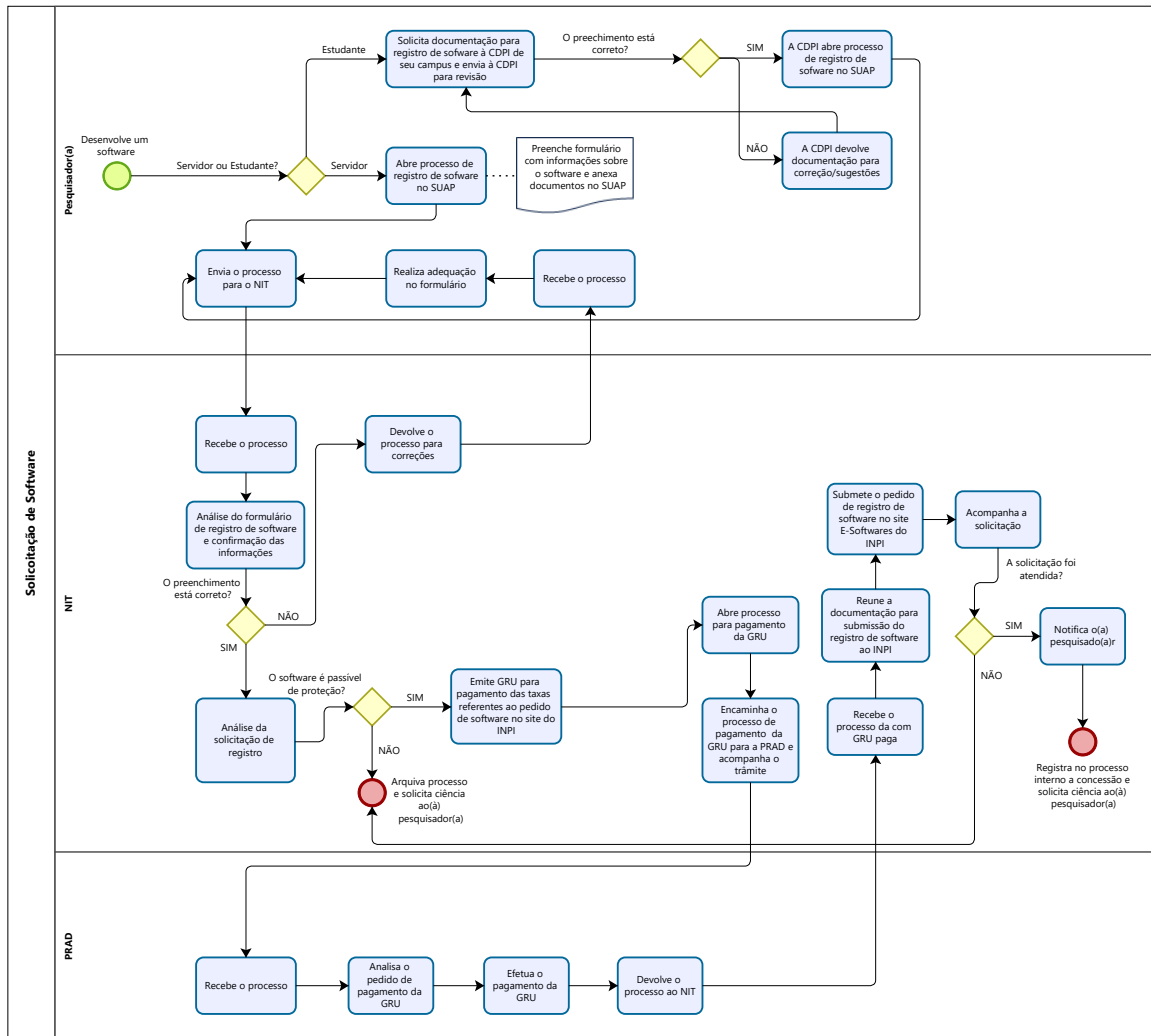 Solicoitação de Software
Pesquisador(a)
Desenvolve um
software
Servidor ou Estudante?
Estudante
Servidor
Solicita documentação para
registro de sofware à CDPI de
seu campus e envia à CDPI
para revisão
O preechimento está
correto?
SIM
NÃO
A CDPI abre processo
de registro de
sofware no SUAP
A CDPI devolve
documentação para
correção/sugestões
Abre processo de
registro de sofware
no SUAP
Preenche formulário
com informações sobre
o software e anexa
documentos no SUAP
Envia o processo
para o NIT
Realiza adequação
no formulário
Recebe o processo
NIT
Recebe o processo
Devolve o
processo para
correções
Análise do formulário
de registro de software
e confirmação das
informações
O preenchimento
está correto?
NÃO
SIM
Análise da
solicitação de
registro
O software é passível
de proteção?
SIM
NÃO
Arquiva processo
e solicita ciência
ao(à)
pesquisador(a)
Emite GRU para
pagamento das taxas
referentes ao pedido
de software no site do
INPI
Abre processo
para pagamento
da GRU
Encaminha o
processo de
pagamento da
GRU para a PRAD e
acompanha o
trâmite
Submete o pedido
de registro de
software no site
E-Softwares do
INPI
Acompanha a
solicitação
Reune a
documentação para
submissão do
registro de software
ao INPI
Recebe o
processo da com
GRU paga
A solicitação foi
atendida?
SIM
NÃO
Notifica o(a)
pesquisado(a)r
Registra no processo
interno a concessão e
solicita ciência ao(à)
pesquisador(a)
PRAD
Recebe o processo
Analisa o
pedido de
pagamento da
GRU
Efetua o
pagamento da
GRU
Devolve o
processo ao NIT